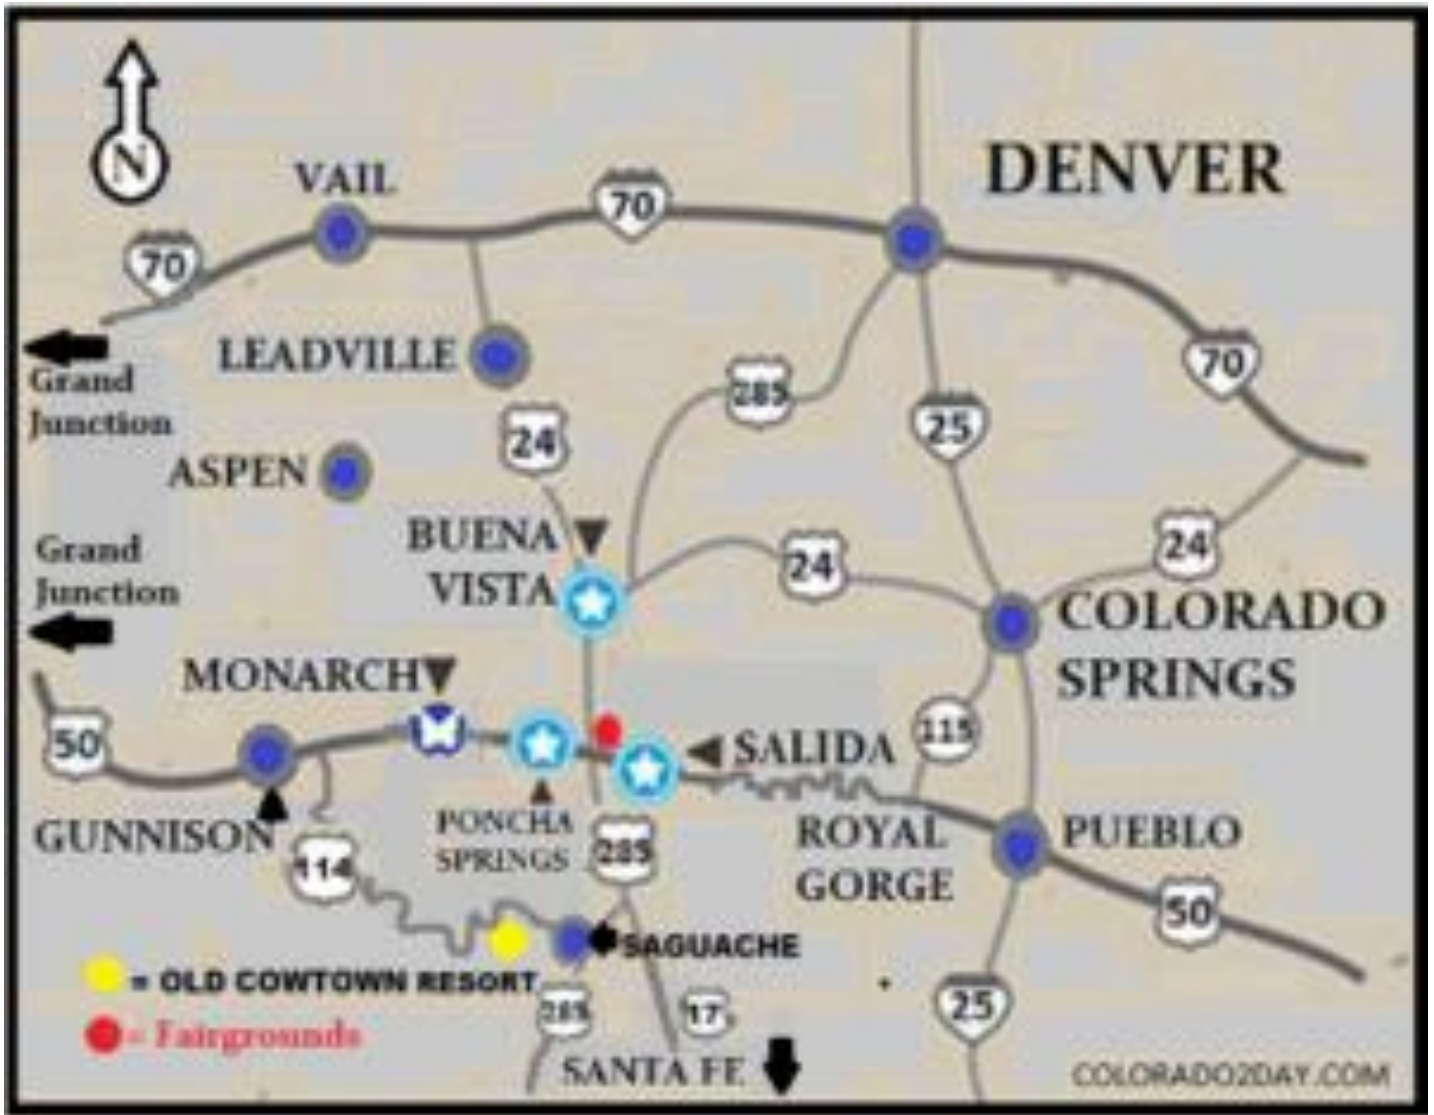 N
VAIL
70
DENVER
70
LEADVILLE
Grand
Junction
285
70
25
24
ASPEN
BUENA
VISTA
Grand
Junction
24
24
COLORADO
SPRINGS
MONARCH
50
115
SALIDA
GUNNISON
PONCHA
SPRINGS
285
ROYAL
GORGE
PUEBLO
114
50
SAGUACHE
= OLD COWTOWN RESORT
= Fairgrounds
285
17
25
SANTA FE
COLORADO2DAY.COM